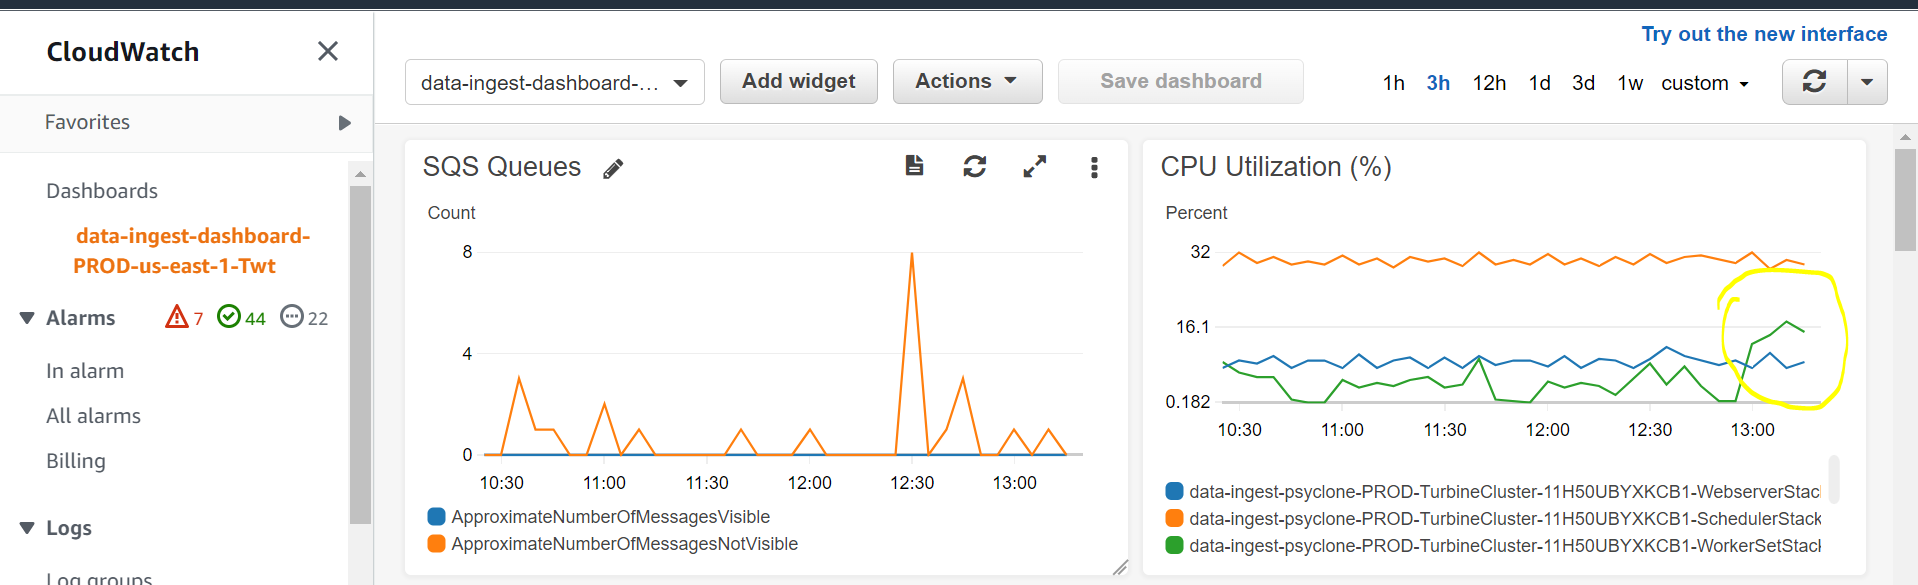 CloudWatch
Favorites
Dashboards
data-ingest-dashboard-
PROD-us-east-1-Twt
Alarms 7 44 22
In alarm
All alarms
Billing
Logs
Log groups
Try out the new interface
data-ingest-dashboard-... Add widget Actions Save dashboard 1h 3h 12h 1d 3d 1w custom
SQS Queues
Count
8
4
0
10:30 11:00 11:30 12:00 12:30 13:00
ApproximateNumberOfMessagesVisible
ApproximateNumberOfMessagesNotVisible
CPU Utilization (%)
Percent
32
16.1
0.182
10:30 11:00 11:30 12:00 12:30 13:00
data-ingest-psyclone-PROD-TurbineCluster-11H50UBYXKCB1-WebserverStac
data-ingest-psyclone-PROD-TurbineCluster-11H50UBYXKCB1-SchedulerStack
data-ingest-psyclone-PROD-TurbineCluster-11H50UBYXKCB1-WorkerSetStack